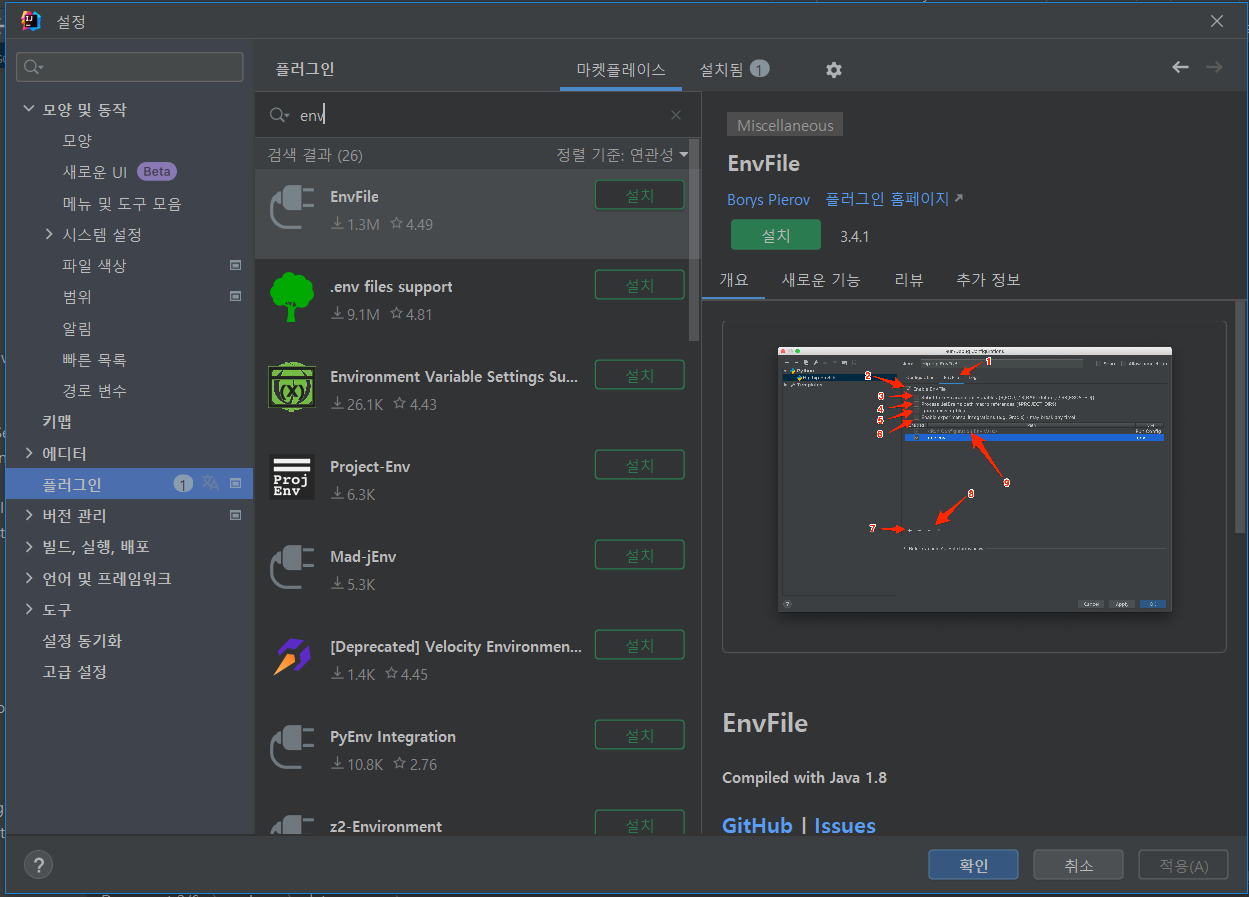 설정
플러그인
마켓플레이스
설치됨 1
모양 및 동작
모양
새로운 UI Beta
메뉴 및 도구 모음
시스템 설정
파일 색상
범위
알림
빠른 목록
경로 변수
키맵
에디터
플러그인 1
버전 관리
빌드, 실행, 배포
언어 및 프레임워크
도구
설정 동기화
고급 설정
env
검색 결과 (26) 정렬 기준: 연관성
EnvFile 설치
1.3M 4.49
.env files support 설치
9.1M 4.81
Environment Variable Settings Su... 설치
26.1K 4.43
Project-Env 설치
Proj
Env
6.3K
Mad-jEnv 설치
5.3K
[Deprecated] Velocity Environmen... 설치
1.4K 4.45
PyEnv Integration 설치
10.8K 2.76
z2-Environment 설치
Miscellaneous
EnvFile
Borys Pierov 플러그인 홈페이지
설치 3.4.1
개요 새로운 기능 리뷰 추가 정보
1
2
3
4
5
6
9
8
7
Cancel Apply
EnvFile
Compiled with Java 1.8
GitHub | Issues
? 확인 취소 적용(A)